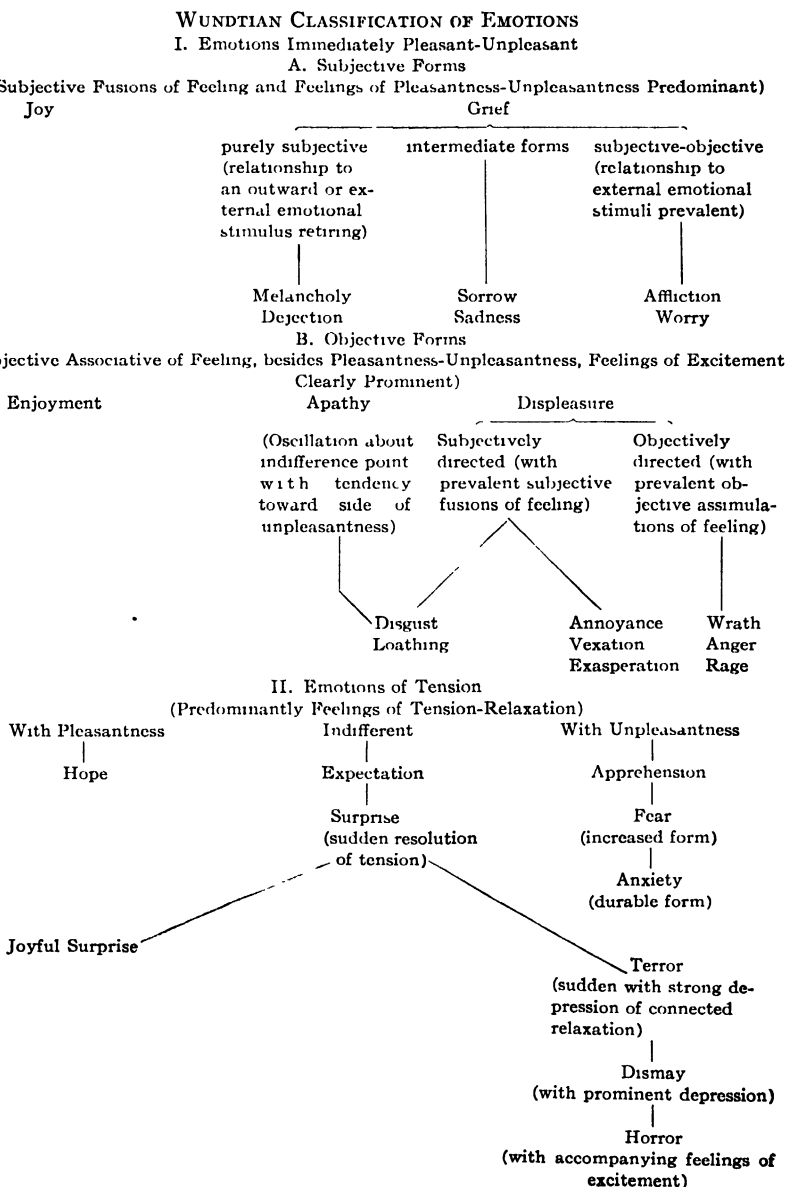 WUNDTIAN CLASSIFICATION OF EMOTIONS
I. Emotions Immediately Pleasant-Unpleasant
A. Subjective Forms
Subjective Fusions of Feeling and Feelings of Pleasantness-Unpleasantness Predominant)
Joy Grief
purely subjective intermediate forms subjective-objective
(relationship to (relationship to
an outward or ex- external emotional
ternal emotional stimuli prevalent)
stimulus retiring)
Melancholy Sorrow Affliction
Dejection Sadness Worry
B. Objective Forms
jective Associative of Feeling, besides Pleasantness-Unpleasantness, Feelings of Excitement
Clearly Prominent)
Enjoyment Apathy Displeasure
(Oscillation about Subjectively Objectively
indifference point directed (with directed (with
with tendency prevalent subjective prevalent ob-
toward side of fusions of feeling) jective assimula-
unpleasantness) tions of feeling)
Disgust Annoyance Wrath
Loathing Vexation Anger
Exasperation Rage
II. Emotions of Tension
(Predominantly Feelings of Tension-Relaxation)
With Pleasantness Indifferent With Unpleasantness
Hope Expectation Apprehension
Surprise Fear
(sudden resolution (increased form)
of tension)
Anxiety
(durable form)
Joyful Surprise
Terror
(sudden with strong de-
pression of connected
relaxation)
Dismay
(with prominent depression)
Horror
(with accompanying feelings of
excitement)